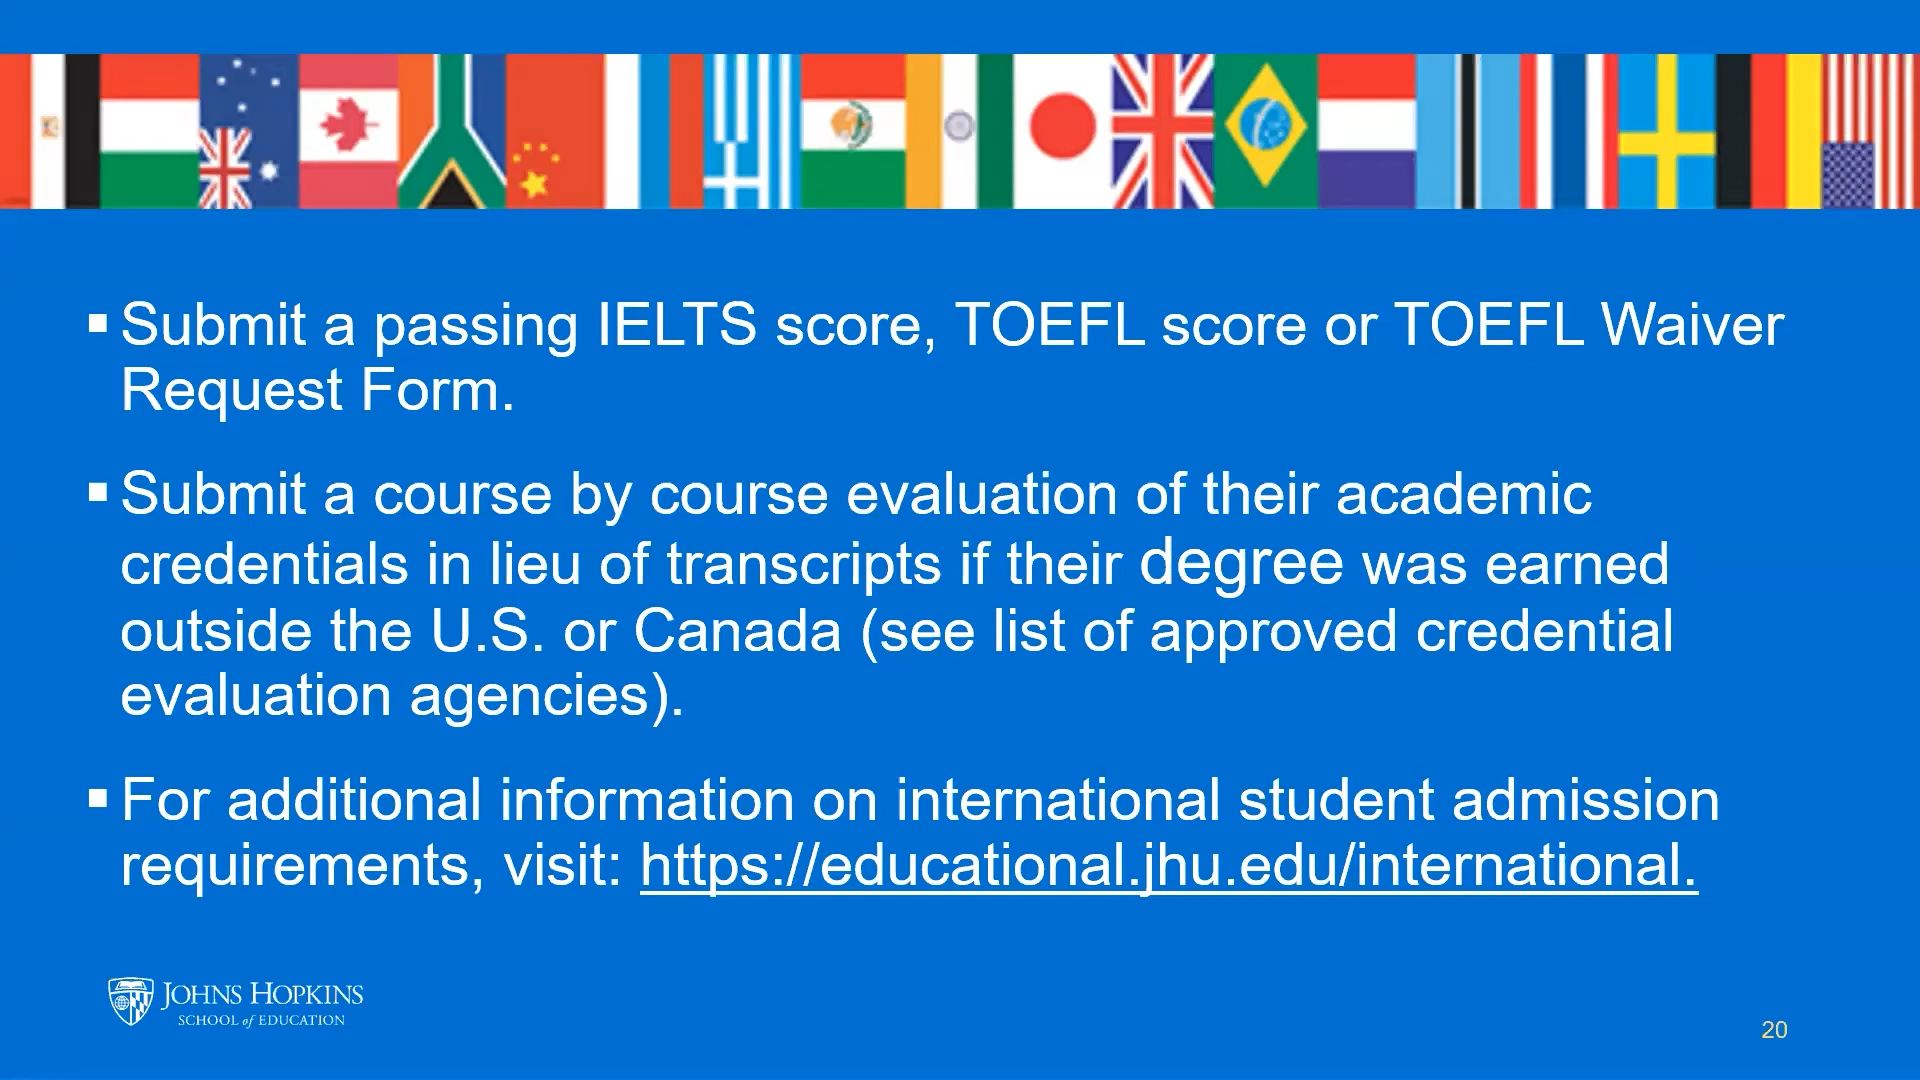 ▪ Submit a passing IELTS score, TOEFL score or TOEFL Waiver
Request Form.
▪ Submit a course by course evaluation of their academic
credentials in lieu of transcripts if their degree was earned
outside the U.S. or Canada (see list of approved credential
evaluation agencies).
▪ For additional information on international student admission
requirements, visit: https://educational.jhu.edu/international.
JOHNS HOPKINS
SCHOOL of EDUCATION
20